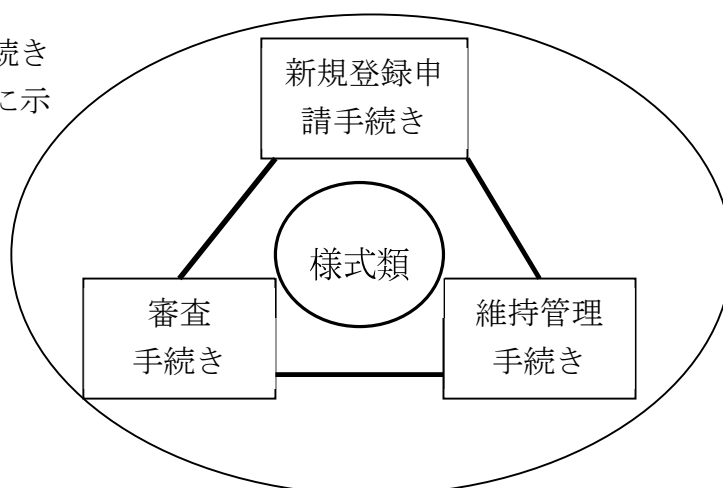 続き
に示
新規登録申
請手続き
様式類
審査
手続き
維持管理
手続き